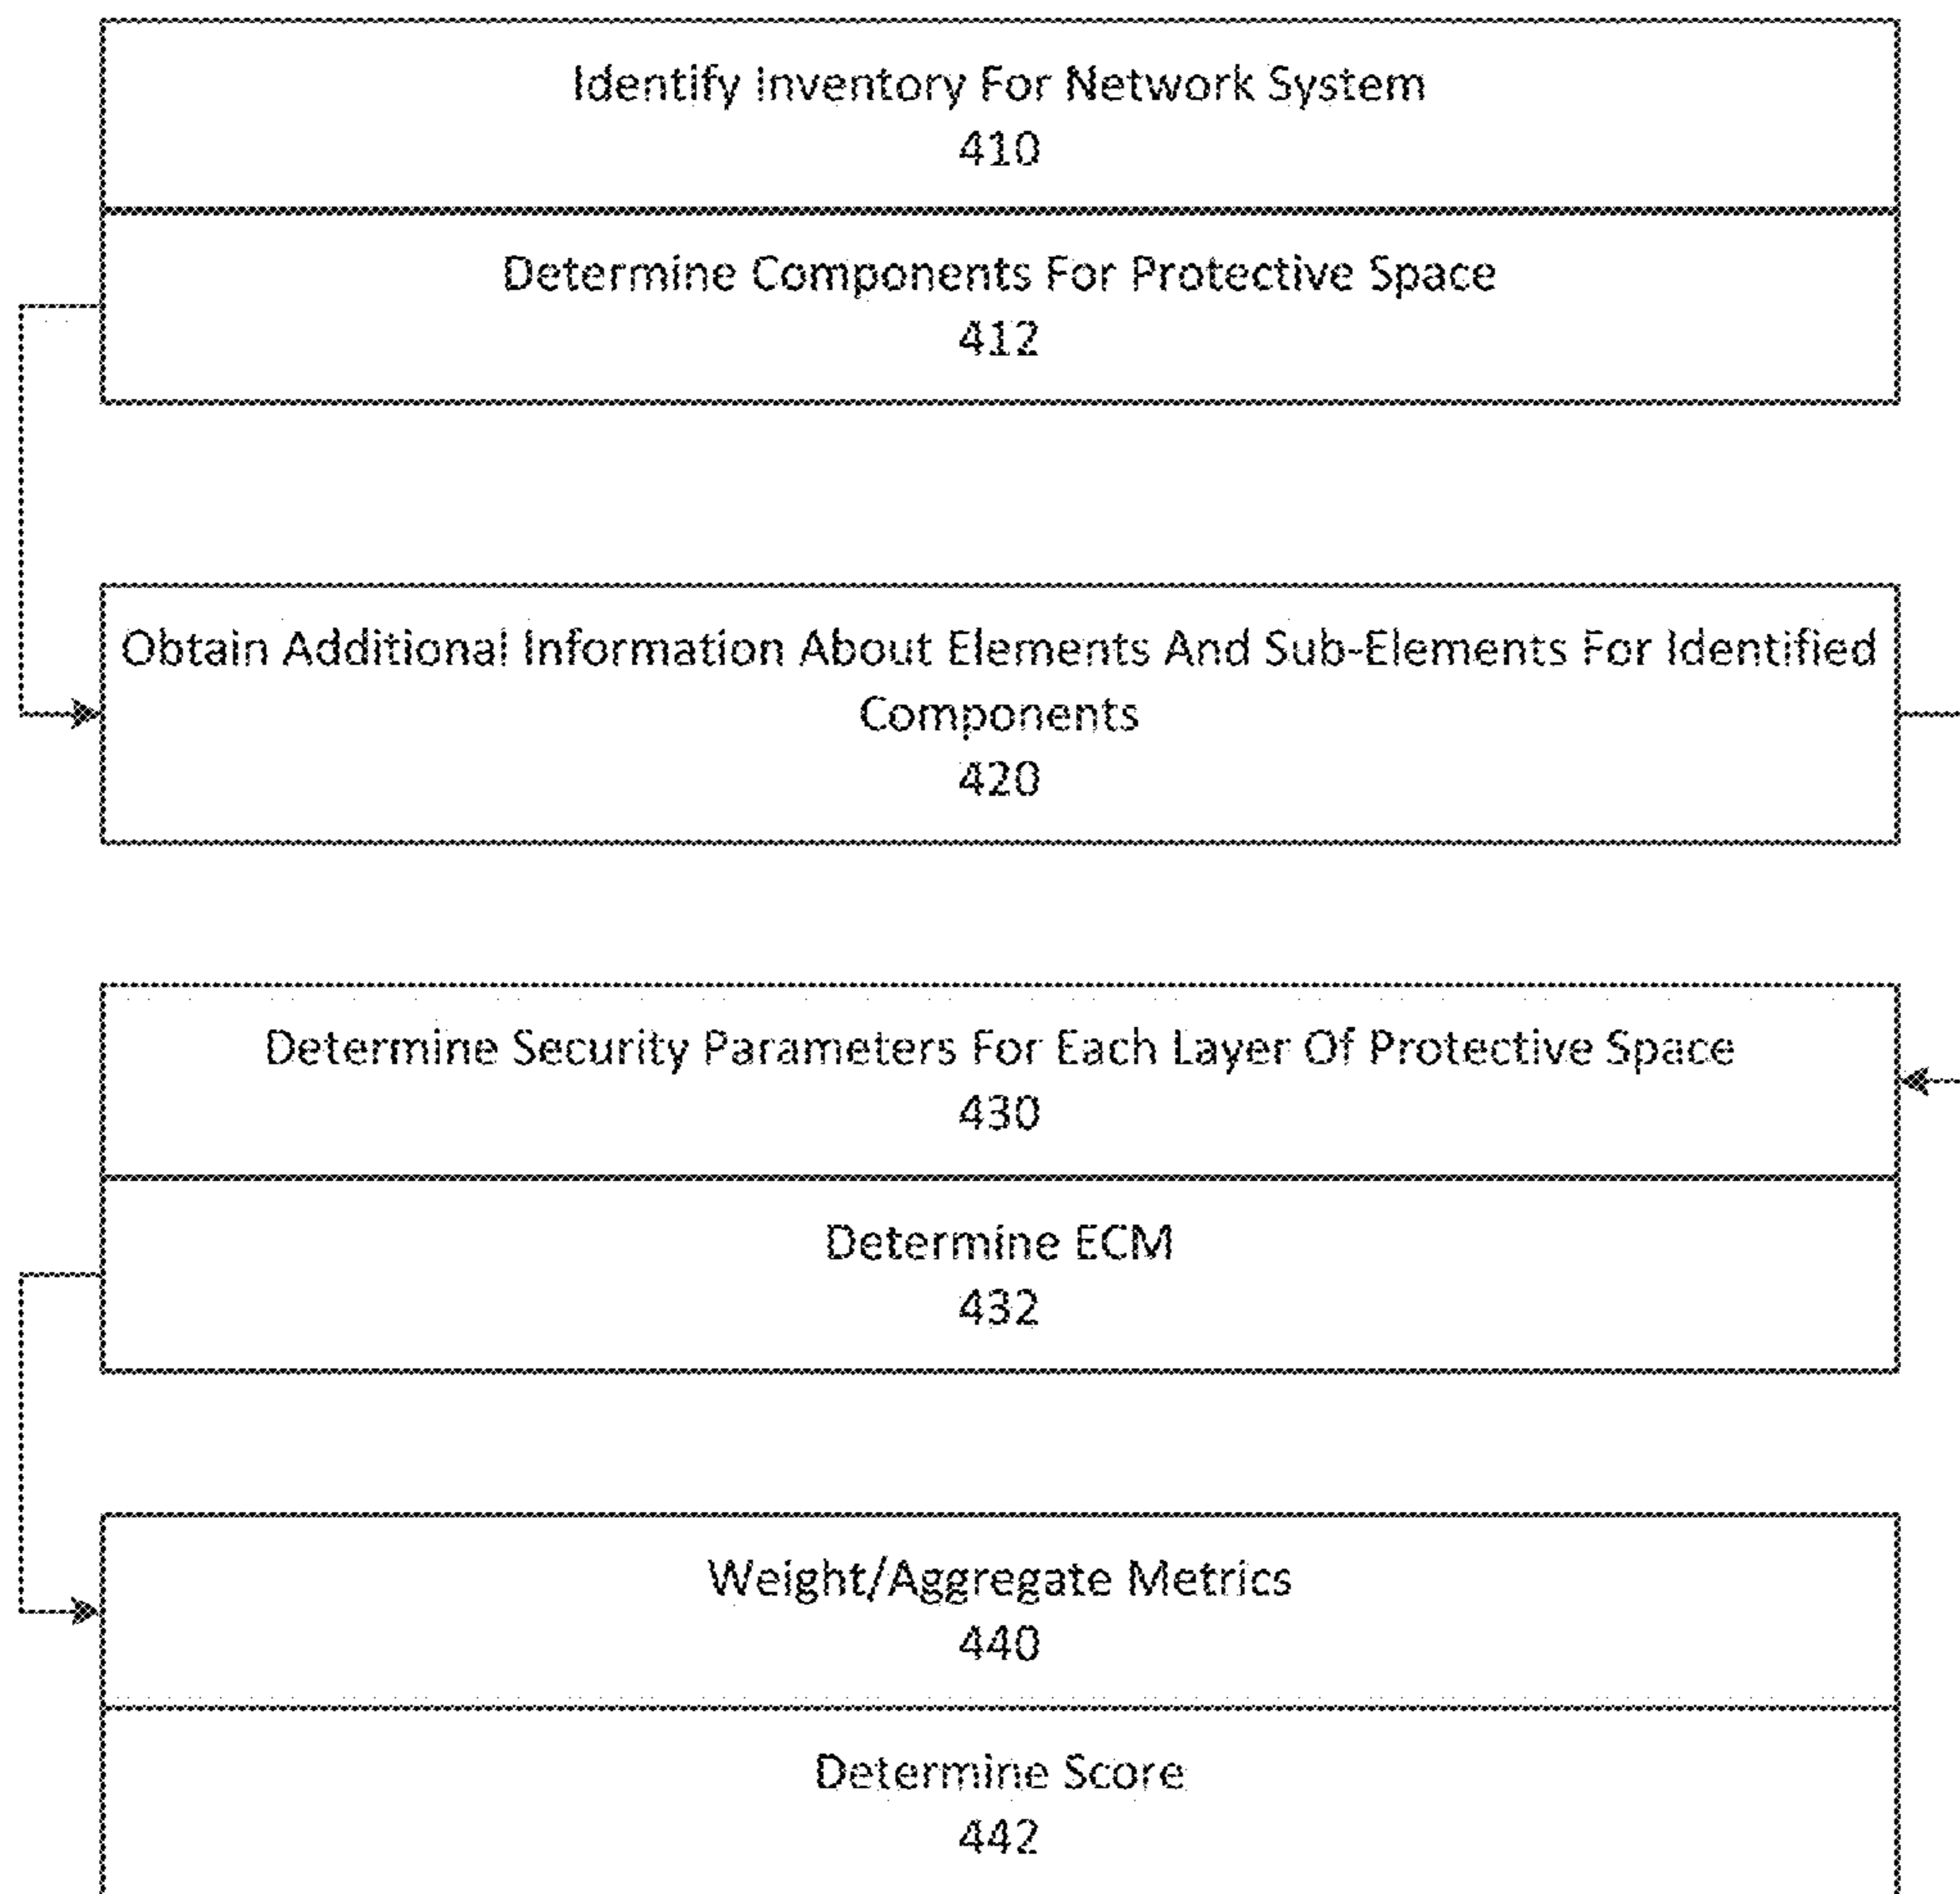 Identify Inventory For Network System
410
Determine Components For Protective Space
412
Obtain Additional Information About Elements And Sub-Elements For Identified
Components
420
Determine Security Parameters For Each Layer Of Protective Space
430
Determine ECM
432
Weight/Aggregate Metrics
440
Determine Score
442